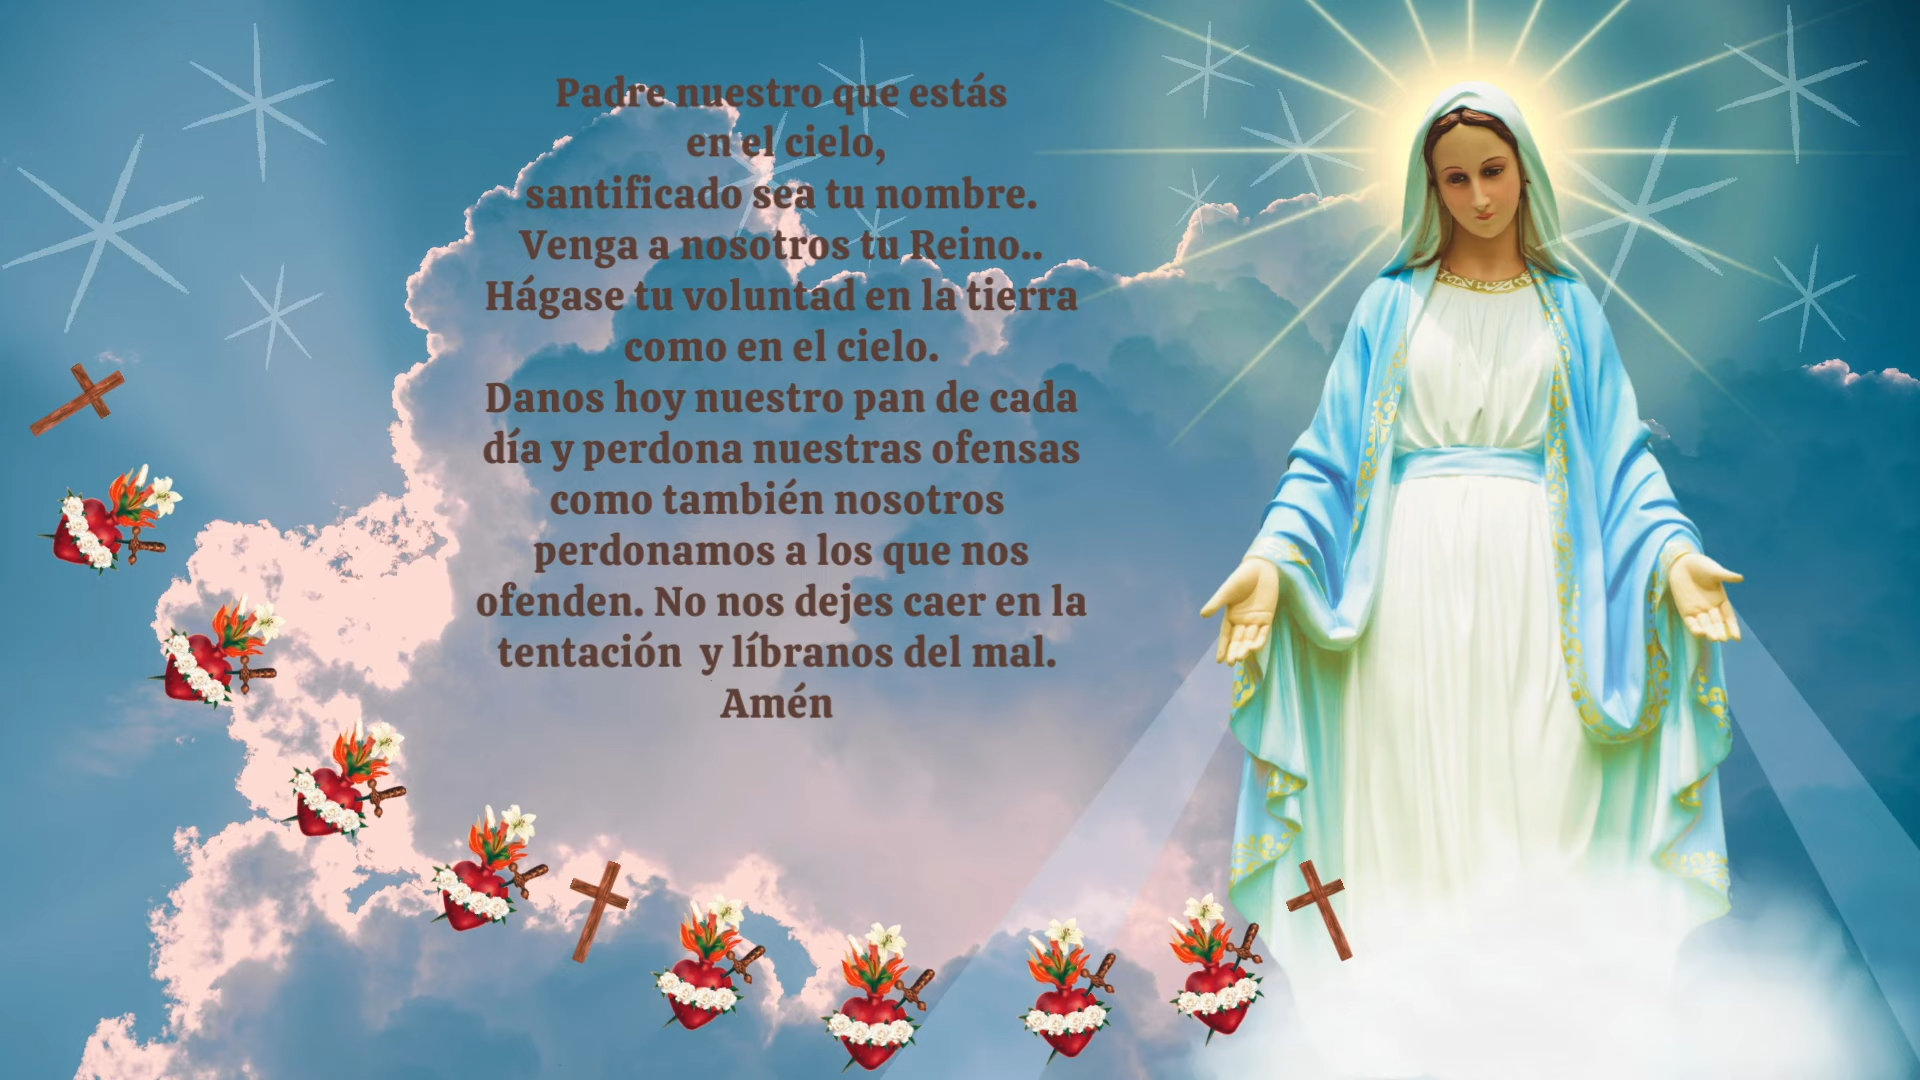 Padre nuestro que estás
en el cielo,
santificado sea tu nombre.
Venga a nosotros tu Reino..
Hágase tu voluntad en la tierra
como en el cielo.
Danos hoy nuestro pan de cada
día y perdona nuestras ofensas
como también nosotros
perdonamos a los que nos
ofenden. No nos dejes caer en la
tentación y líbranos del mal.
Amén